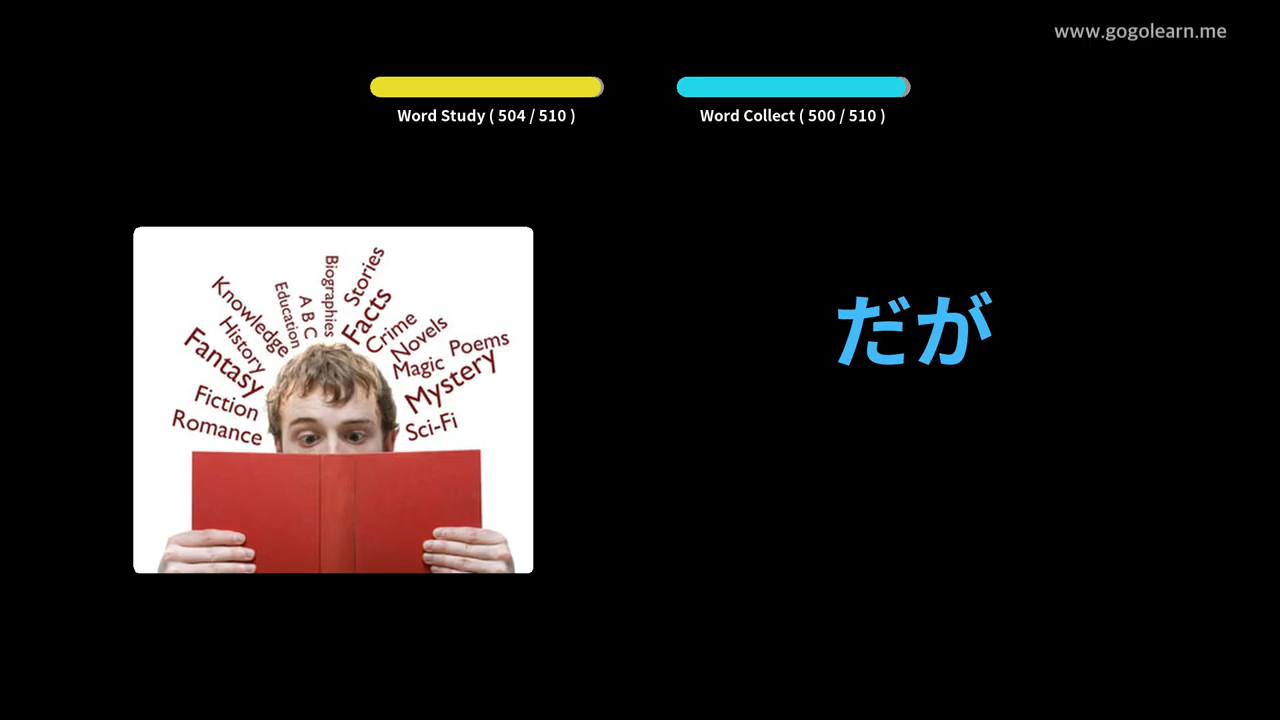 www.gogolearn.me
Word Study ( 504 / 510 )
Word Collect ( 500 / 510 )
Biographies
Stories
Knowledge
Education
A B C
Facts
Crime
History
Novels
Fantasy
Magic
Poems
Mystery
Fiction
Romance
Sci-Fi
だが